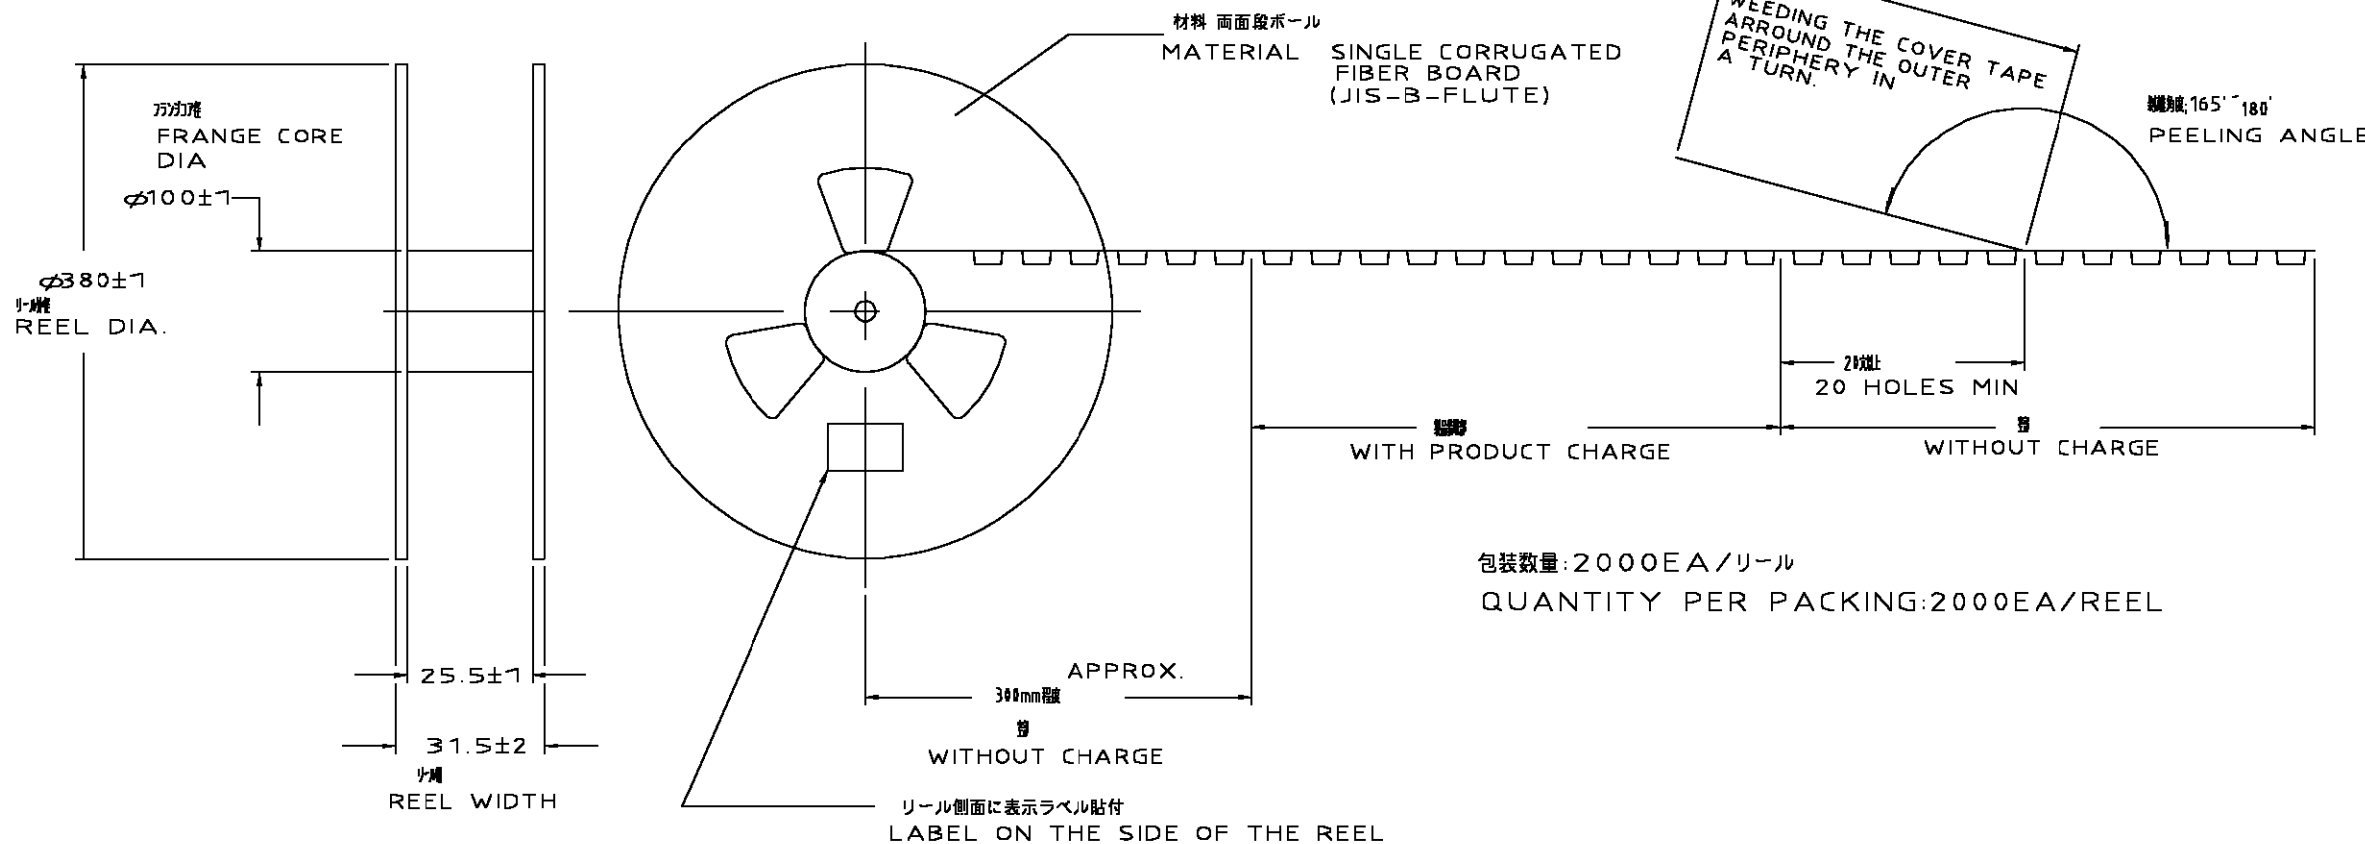 材料 両面段ボール
MATERIAL SINGLE CORRUGATED
FIBER BOARD
(JIS-B-FLUTE)
WEEDING THE COVER TAPE
ARROUND THE OUTER
PERIPHERY IN
A TURN.
165° 180°
PEELING ANGLE
FRANGE CORE
DIA
⌀100±1
⌀380±1
REEL DIA.
20 HOLES MIN
WITH PRODUCT CHARGE
WITHOUT CHARGE
包装数量:2000EA/リール
QUANTITY PER PACKING:2000EA/REEL
25.5±1
31.5±2
REEL WIDTH
APPROX.
300mm程度
WITHOUT CHARGE
リール側面に表示ラベル貼付
LABEL ON THE SIDE OF THE REEL